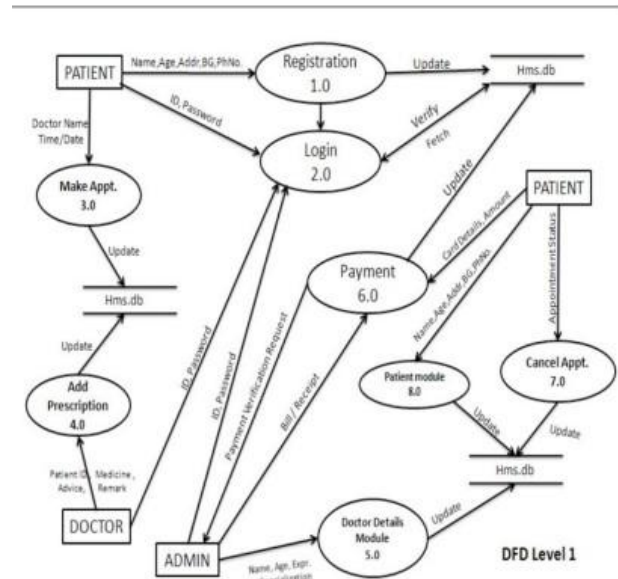 PATIENT
Name,Age,Addr,BG,PhNo.
Registration
1.0
Update
Hms.db
ID, Password
Verify
Fetch
Doctor Name
Time/Date
Login
2.0
Make Appt.
3.0
Update
Update
PATIENT
Card Details, Amount
Name,Age,Addr,BG,PhNo.
Appointment Status
Payment
6.0
Hms.db
Update
ID, Password
ID, Password
Payment Verification Request
Bill / Receipt
Add
Prescription
4.0
Patient module
8.0
Cancel Appt.
7.0
Update
Update
Hms.db
Patient ID, Medicine,
Advice, Remark
DOCTOR
ADMIN
Name, Age, Expr.
Doctor Details
Module
5.0
Update
DFD Level 1